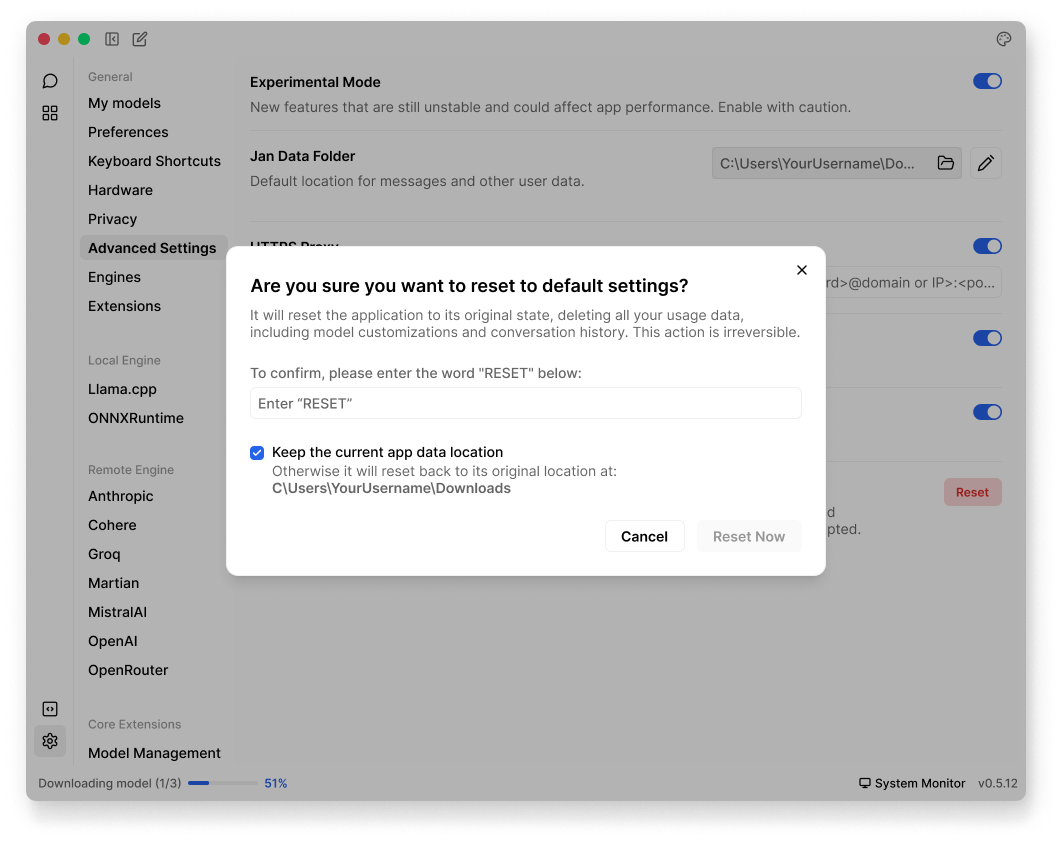 General
My models
Preferences
Keyboard Shortcuts
Hardware
Privacy
Advanced Settings
Engines
Extensions
Local Engine
Llama.cpp
ONNXRuntime
Remote Engine
Anthropic
Cohere
Groq
Martian
MistralAI
OpenAI
OpenRouter
Core Extensions
Model Management
Experimental Mode
New features that are still unstable and could affect app performance. Enable with caution.
Jan Data Folder
Default location for messages and other user data.
C:\Users\YourUsername\Do...
HTTPS Proxy
rd>@domain or IP>:<po...
Reset
d
pted.
Are you sure you want to reset to default settings?
It will reset the application to its original state, deleting all your usage data,
including model customizations and conversation history. This action is irreversible.
To confirm, please enter the word "RESET" below:
Enter “RESET”
Keep the current app data location
Otherwise it will reset back to its original location at:
C\Users\YourUsername\Downloads
Cancel
Reset Now
Downloading model (1/3)
51%
System Monitor
v0.5.12